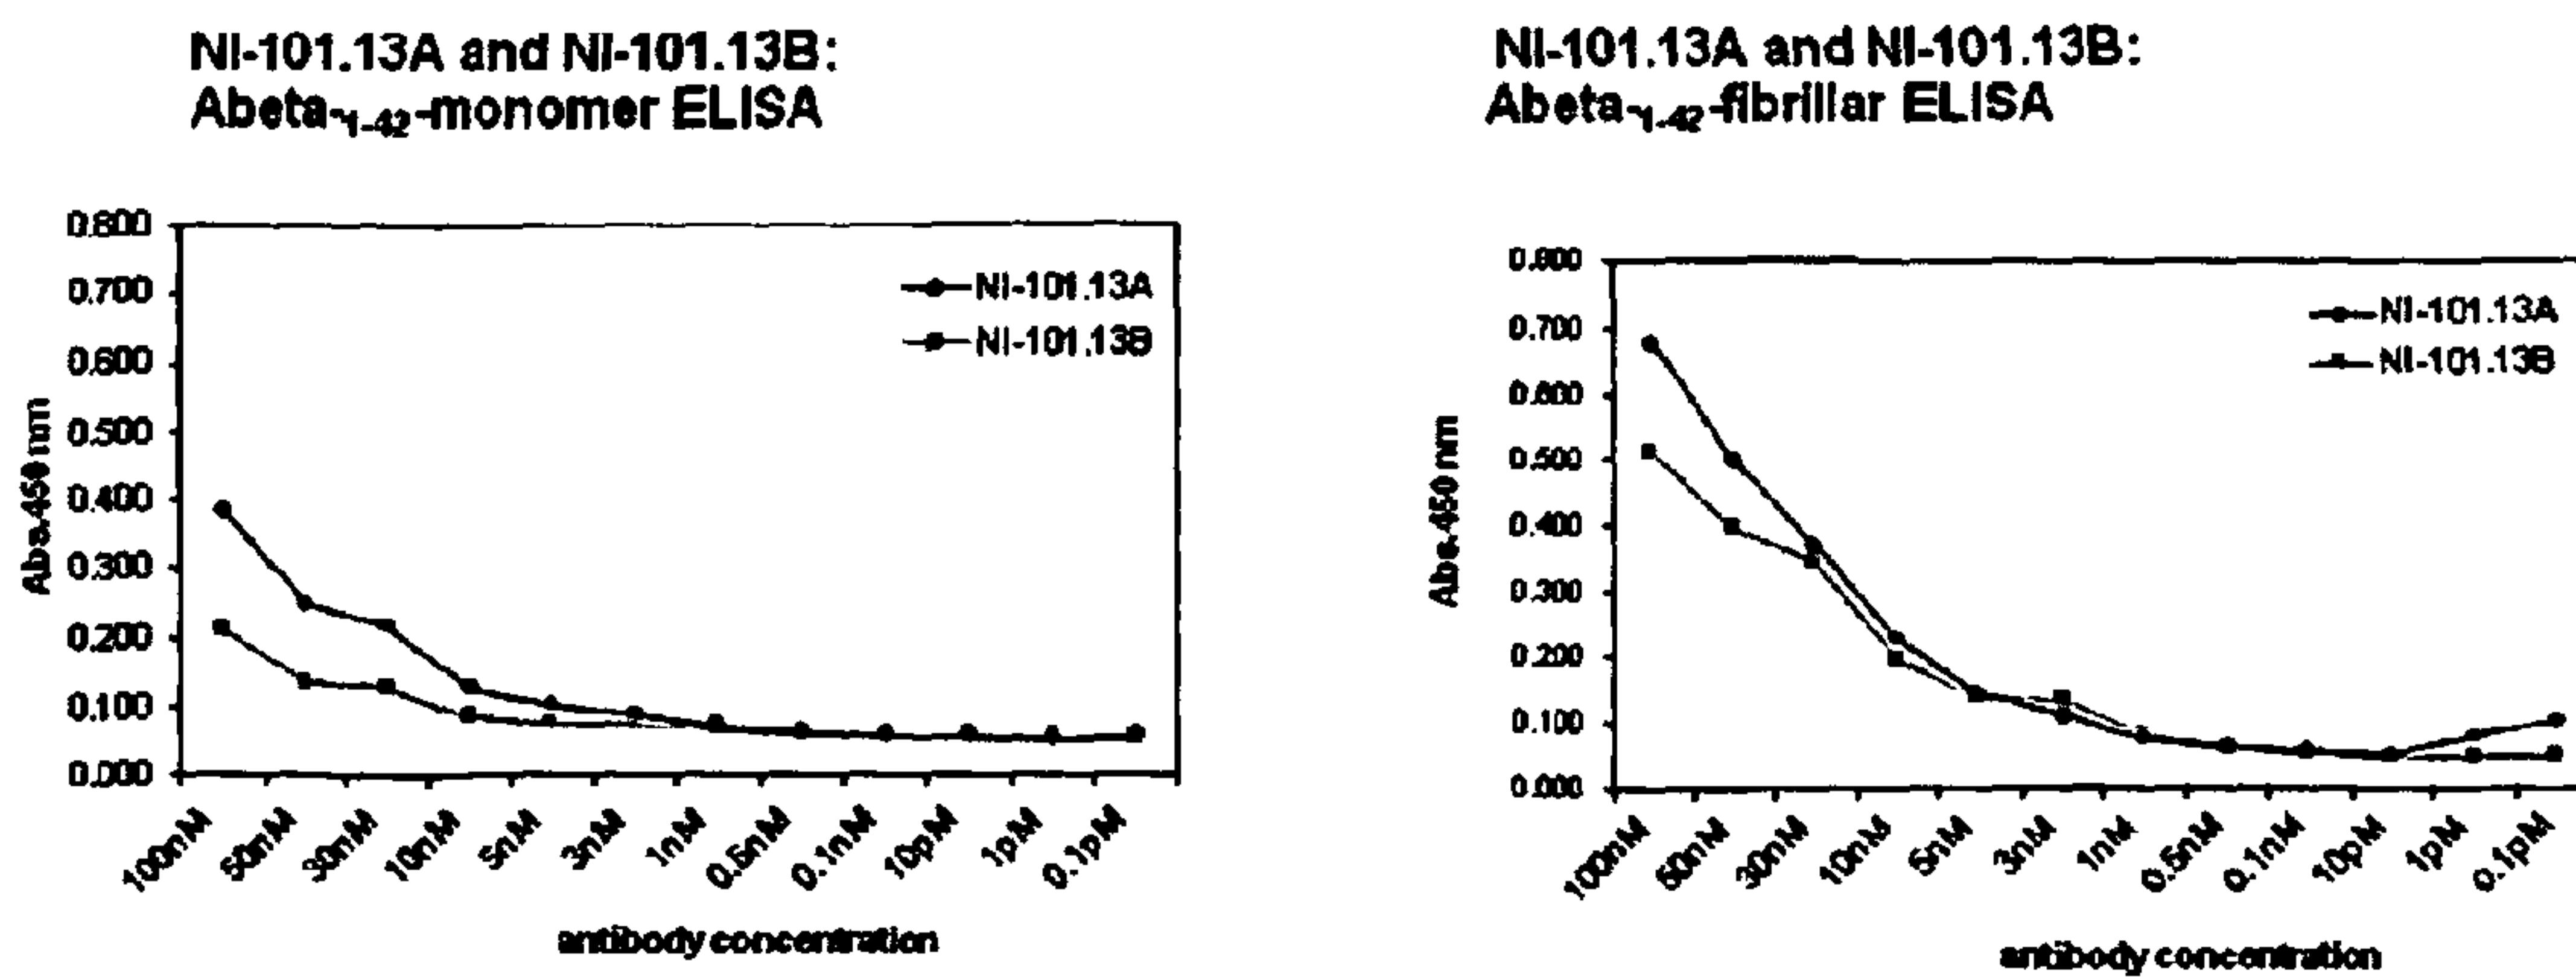 NI-101.13A and NI-101.13B:
Abeta-1-42-monomer ELISA
0.800
0.700
0.600
0.500
0.400
0.300
0.200
0.100
0.000
Abs.450 nm
NI-101.13A
NI-101.13B
100nM
50nM
30nM
10nM
5nM
3nM
1nM
0.5nM
0.1nM
10pM
1pM
0.1pM
antibody concentration
NI-101.13A and NI-101.13B:
Abeta-1-42-fibrillar ELISA
0.800
0.700
0.600
0.500
0.400
0.300
0.200
0.100
0.000
Abs.450 nm
NI-101.13A
NI-101.13B
100nM
50nM
30nM
10nM
5nM
3nM
1nM
0.5nM
0.1nM
10pM
1pM
0.1pM
antibody concentration